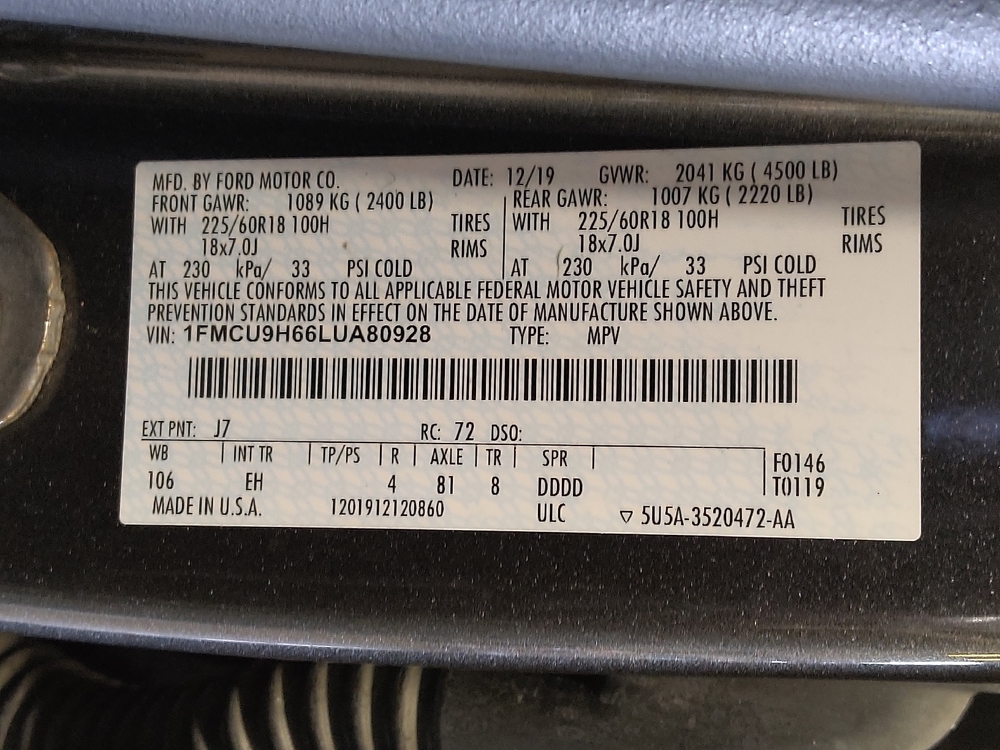 MFD. BY FORD MOTOR CO. DATE: 12/19 GVWR: 2041 KG ( 4500 LB)
FRONT GAWR: 1089 KG ( 2400 LB) REAR GAWR: 1007 KG ( 2220 LB)
WITH 225/60R18 100H TIRES WITH 225/60R18 100H TIRES
18x7.0J RIMS 18x7.0J RIMS
AT 230 kPa/ 33 PSI COLD AT 230 kPa/ 33 PSI COLD
THIS VEHICLE CONFORMS TO ALL APPLICABLE FEDERAL MOTOR VEHICLE SAFETY AND THEFT
PREVENTION STANDARDS IN EFFECT ON THE DATE OF MANUFACTURE SHOWN ABOVE.
VIN: 1FMCU9H66LUA80928 TYPE: MPV
EXT PNT: J7 RC: 72 DSO:
WB INT TR TP/PS R AXLE TR SPR F0146
106 EH 4 81 8 DDDD T0119
MADE IN U.S.A. 1201912120860 ULC ▽ 5U5A-3520472-AA